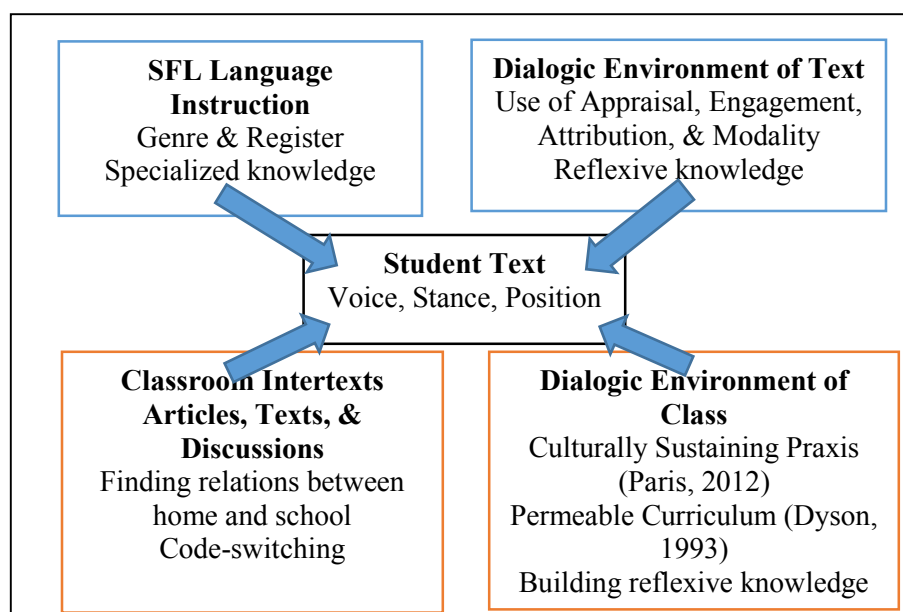 SFL Language
Instruction
Genre & Register
Specialized knowledge
Dialogic Environment of Text
Use of Appraisal, Engagement,
Attribution, & Modality
Reflexive knowledge
Student Text
Voice, Stance, Position
Classroom Intertexts
Articles, Texts, &
Discussions
Finding relations between
home and school
Code-switching
Dialogic Environment of
Class
Culturally Sustaining Praxis
(Paris, 2012)
Permeable Curriculum (Dyson,
1993)
Building reflexive knowledge